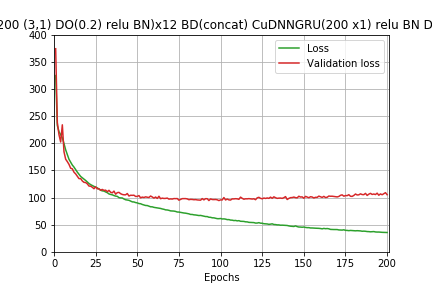 200 (3,1) DO(0.2) relu BN)x12 BD(concat) CuDNNGRU(200 x1) relu BN D
400
350
300
250
200
150
100
50
0
Loss
Validation loss
0 25 50 75 100 125 150 175 200
Epochs